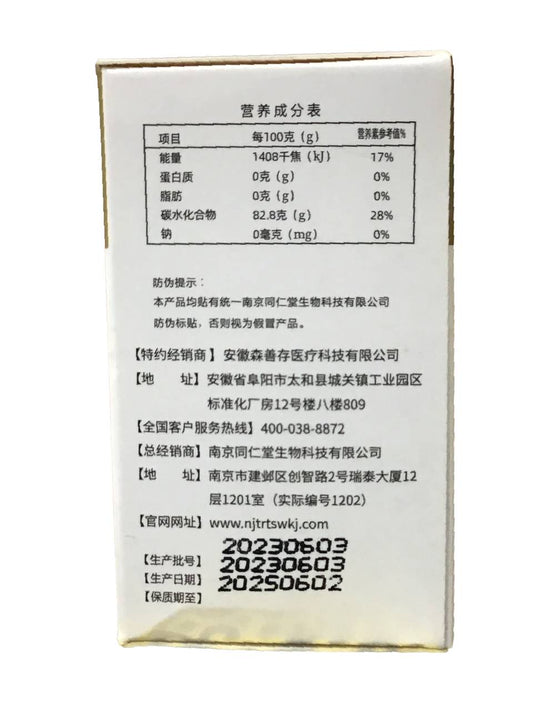 营养成分表
项目 每100克（g） 营养素参考值%
能量 1408千焦（kJ） 17%
蛋白质 0克（g） 0%
脂肪 0克（g） 0%
碳水化合物 82.8克（g） 28%
钠 0毫克（mg） 0%
防伪提示：
本产品均贴有统一南京同仁堂生物科技有限公司
防伪标贴，否则视为假冒产品。
【特约经销商】安徽森善存医疗科技有限公司
【地 址】安徽省阜阳市太和县城关镇工业园区
标准化厂房12号楼八楼809
【全国客户服务热线】400-038-8872
【总经销商】南京同仁堂生物科技有限公司
【地 址】南京市建邺区创智路2号瑞泰大厦12
层1201室（实际编号1202）
【官网网址】www.njtrtswkj.com
【生产批号】20230603
【生产日期】20230603
【保质期至】20250602